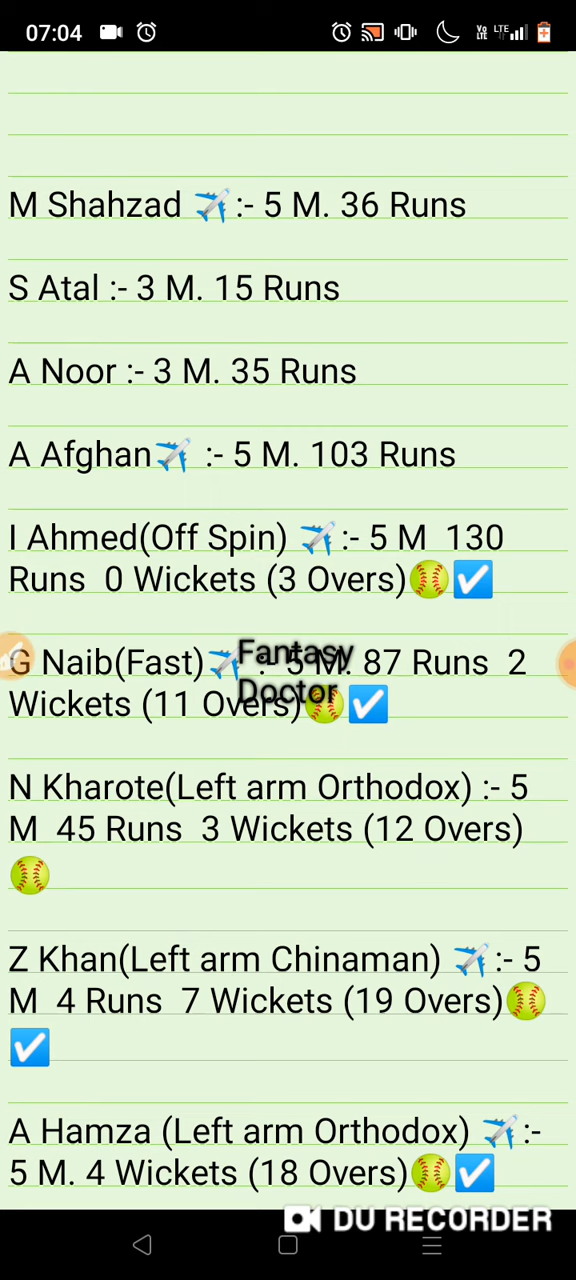 07:04
VoLTE LTE
M Shahzad ✈️:- 5 M. 36 Runs
S Atal :- 3 M. 15 Runs
A Noor :- 3 M. 35 Runs
A Afghan✈️ :- 5 M. 103 Runs
I Ahmed(Off Spin) ✈️:- 5 M  130
Runs  0 Wickets (3 Overs)🥎☑️
G Naib(Fast)✈️ :- 5 M. 87 Runs  2
Fantasy
Wickets (11 Overs)🥎☑️
Doctor
N Kharote(Left arm Orthodox) :- 5
M  45 Runs  3 Wickets (12 Overs)
🥎
Z Khan(Left arm Chinaman) ✈️:- 5
M  4 Runs  7 Wickets (19 Overs)🥎
☑️
A Hamza (Left arm Orthodox) ✈️:-
5 M. 4 Wickets (18 Overs)🥎☑️
DU RECORDER